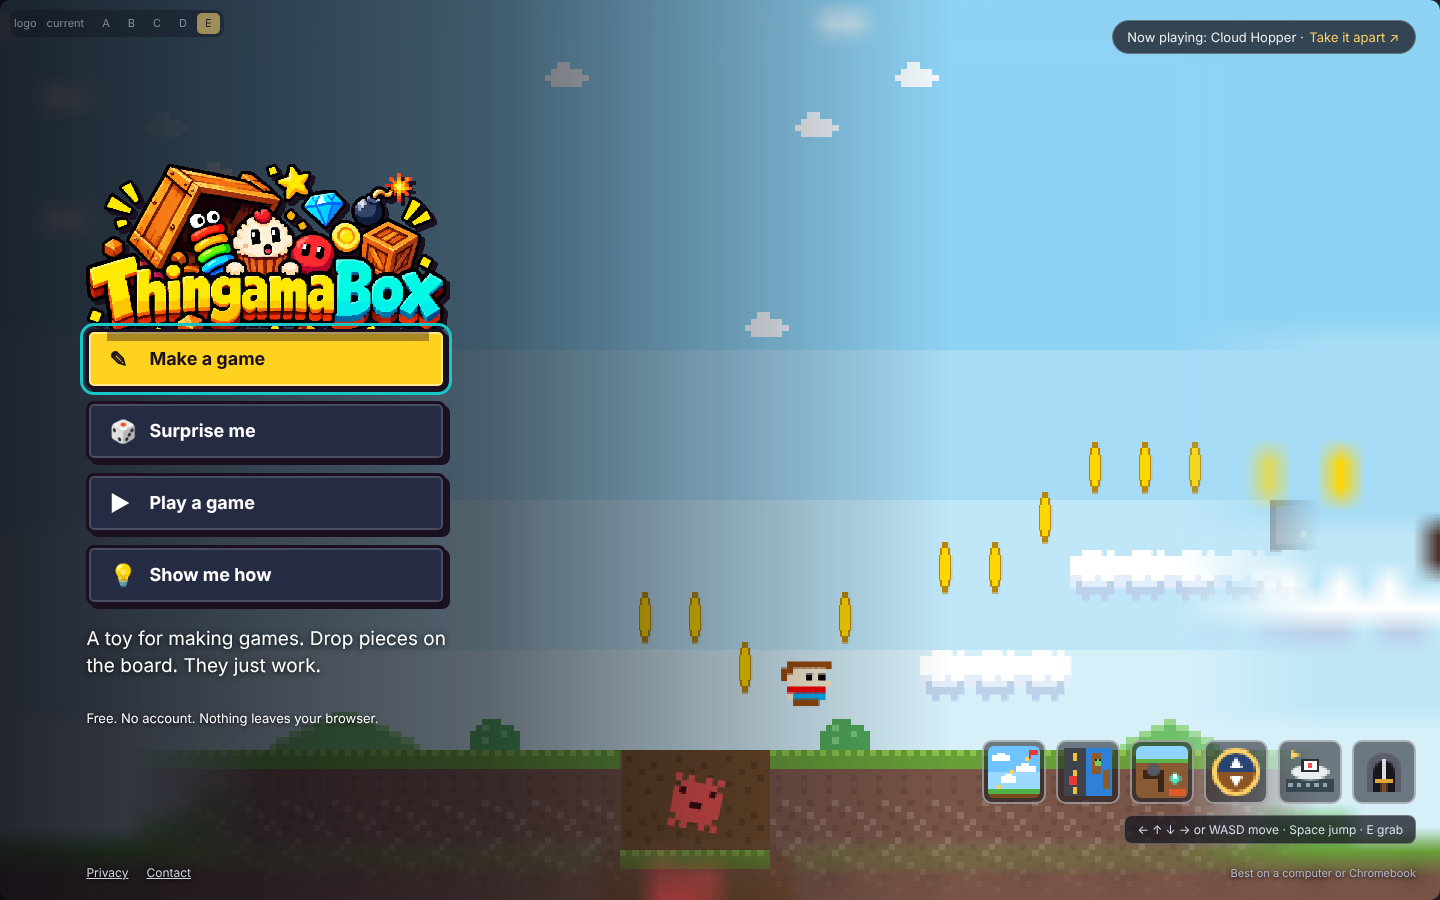 logo current A B C D E
Now playing: Cloud Hopper · Take it apart ↗
ThingamaBox
Make a game
Surprise me
Play a game
Show me how
A toy for making games. Drop pieces on
the board. They just work.
Free. No account. Nothing leaves your browser.
← ↑ ↓ → or WASD move · Space jump · E grab
Privacy Contact
Best on a computer or Chromebook